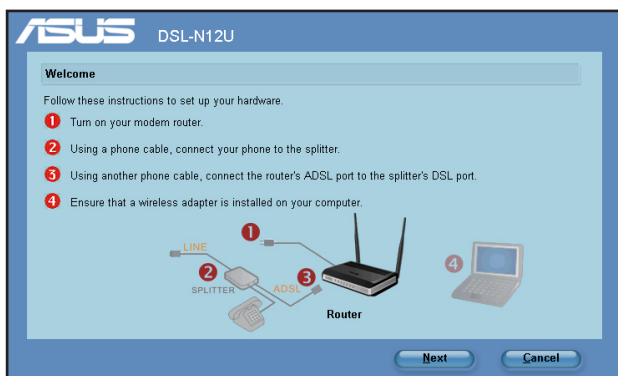 ASUS DSL-N12U
Welcome
Follow these instructions to set up your hardware.
1 Turn on your modem router.
2 Using a phone cable, connect your phone to the splitter.
3 Using another phone cable, connect the router's ADSL port to the splitter's DSL port.
4 Ensure that a wireless adapter is installed on your computer.
1
LINE
2
SPLITTER
ADSL
3
4
Router
Next Cancel